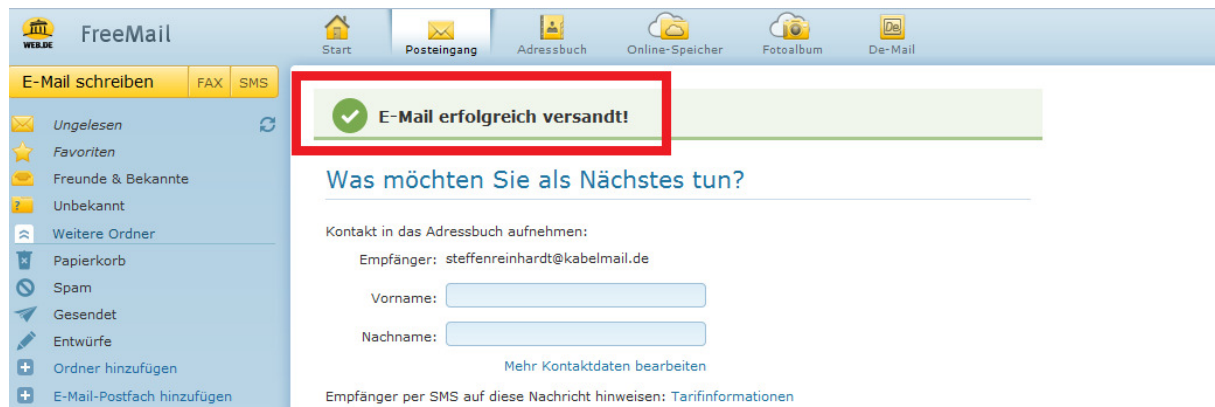 WEB.DE
FreeMail
Start
Posteingang
Adressbuch
Online-Speicher
Fotoalbum
De
De-Mail
E-Mail schreiben
FAX
SMS
Ungelesen
Favoriten
Freunde & Bekannte
?
Unbekannt
Weitere Ordner
Papierkorb
Spam
Gesendet
Entwürfe
Ordner hinzufügen
E-Mail-Postfach hinzufügen
E-Mail erfolgreich versandt!
Was möchten Sie als Nächstes tun?
Kontakt in das Adressbuch aufnehmen:
Empfänger: steffenreinhardt@kabelmail.de
Vorname:
Nachname:
Mehr Kontaktdaten bearbeiten
Empfänger per SMS auf diese Nachricht hinweisen: Tarifinformationen